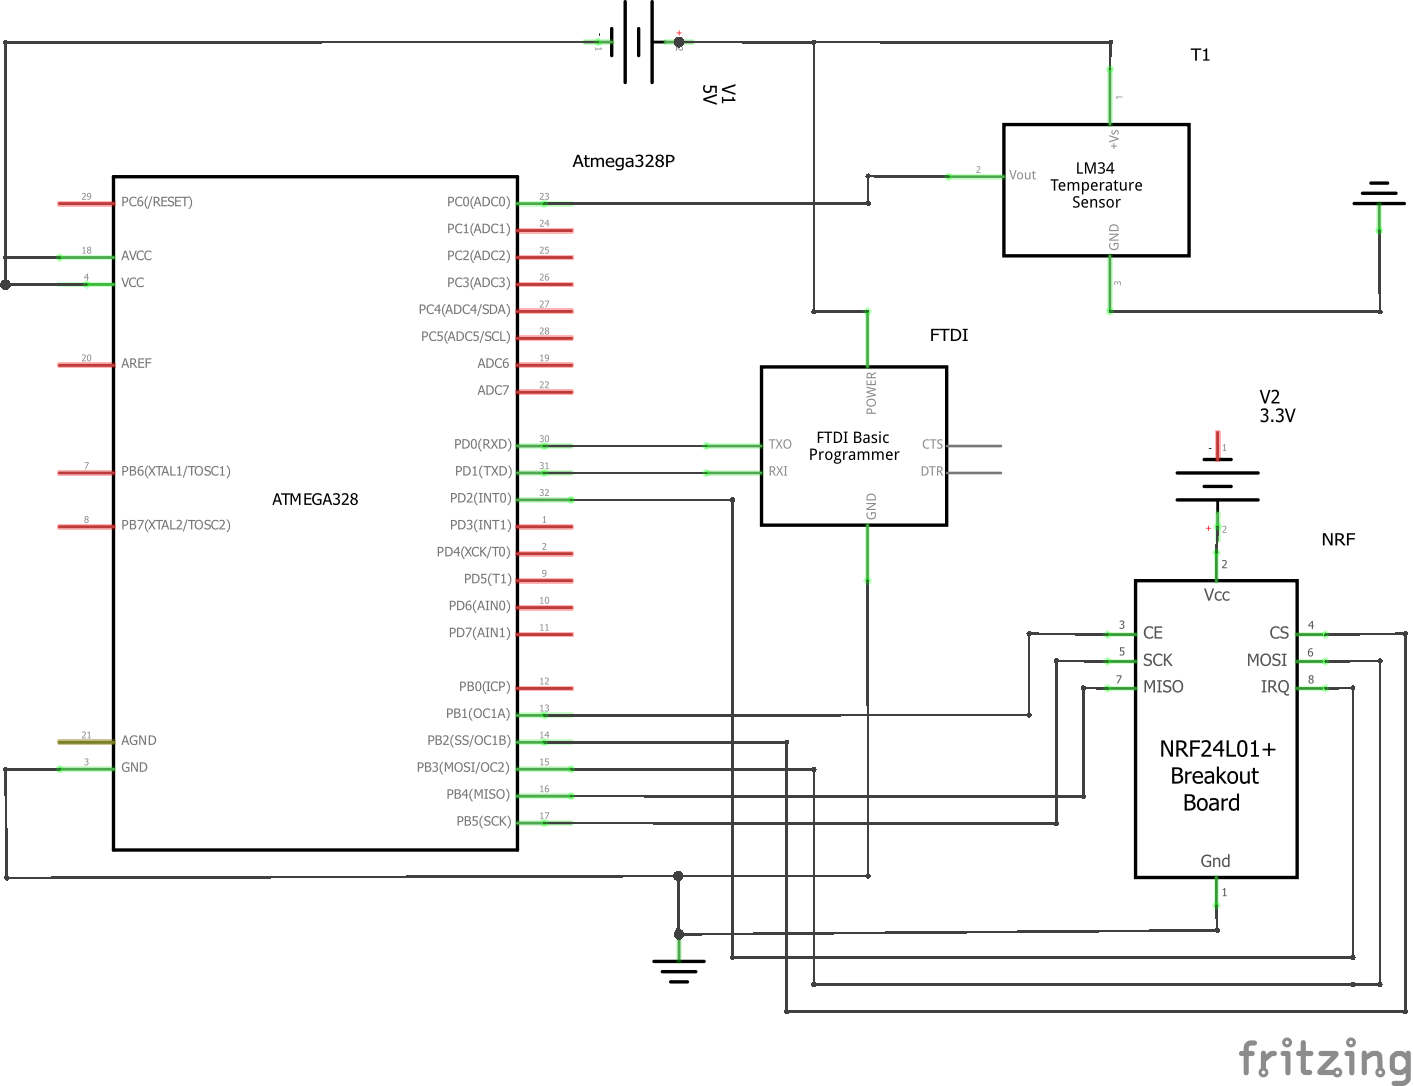 -
1
+
2
V1
5V
T1
1
+Vs
LM34
Temperature
Sensor
2
Vout
GND
3
Atmega328P
ATMEGA328
29 PC6(/RESET)
18 AVCC
4 VCC
20 AREF
7 PB6(XTAL1/TOSC1)
8 PB7(XTAL2/TOSC2)
21 AGND
3 GND
PC0(ADC0) 23
PC1(ADC1) 24
PC2(ADC2) 25
PC3(ADC3) 26
PC4(ADC4/SDA) 27
PC5(ADC5/SCL) 28
ADC6 19
ADC7 22
PD0(RXD) 30
PD1(TXD) 31
PD2(INT0) 32
PD3(INT1) 1
PD4(XCK/T0) 2
PD5(T1) 9
PD6(AIN0) 10
PD7(AIN1) 11
PB0(ICP) 12
PB1(OC1A) 13
PB2(SS/OC1B) 14
PB3(MOSI/OC2) 15
PB4(MISO) 16
PB5(SCK) 17
FTDI
POWER
TXO
RXI
FTDI Basic
Programmer
CTS
DTR
GND
V2
3.3V
- 1
+ 2
NRF
2
Vcc
3 CE
5 SCK
7 MISO
CS 4
MOSI 6
IRQ 8
NRF24L01+
Breakout
Board
Gnd
1
fritzing